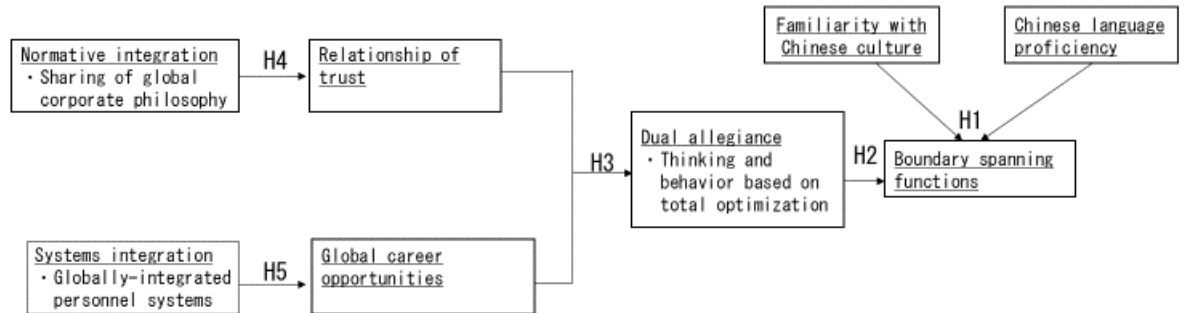 Normative integration
・Sharing of global
corporate philosophy
H4
Relationship of
trust
Systems integration
・Globally-integrated
personnel systems
H5
Global career
opportunities
H3
Dual allegiance
・Thinking and
behavior based on
total optimization
H2
Familiarity with
Chinese culture
Chinese language
proficiency
H1
Boundary spanning
functions